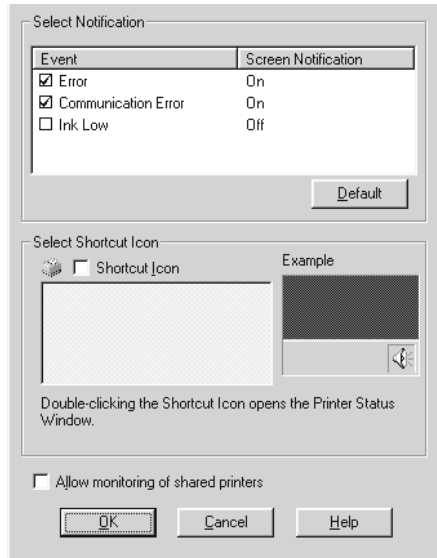 Select Notification
Event Screen Notification
Error On
Communication Error On
Ink Low Off
Default
Select Shortcut Icon
Shortcut Icon Example
Double-clicking the Shortcut Icon opens the Printer Status
Window.
Allow monitoring of shared printers
OK Cancel Help